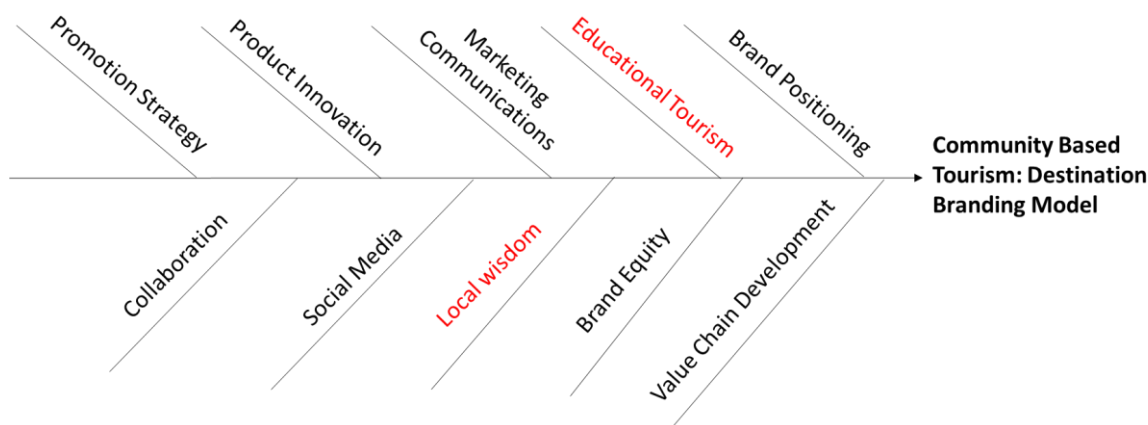 Promotion Strategy
Product Innovation
Marketing
Communications
Educational Tourism
Brand Positioning
Community Based
Tourism: Destination
Branding Model
Collaboration
Social Media
Local wisdom
Brand Equity
Value Chain Development